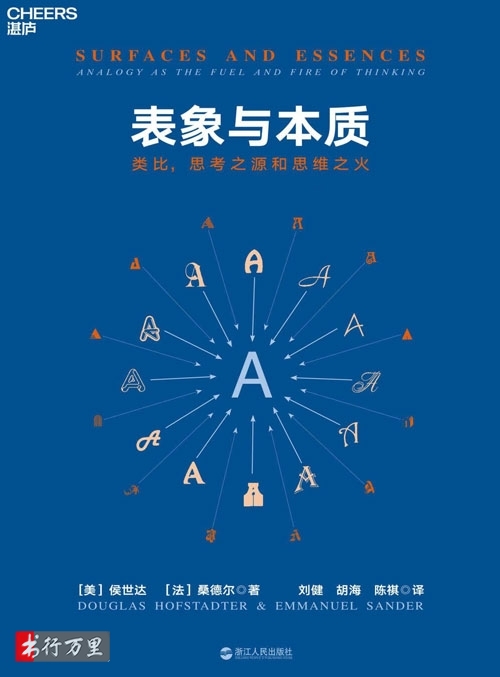 CHEERS
湛庐
SURFACES AND ESSENCES
ANALOGY AS THE FUEL AND FIRE OF THINKING
表象与本质
类比，思考之源和思维之火
A A A
A A
A A A
A A
A A A
[美]侯世达 [法]桑德尔◎著 刘健 胡海 陈祺◎译
DOUGLAS HOFSTADTER & EMMANUEL SANDER
书行万里
浙江人民出版社